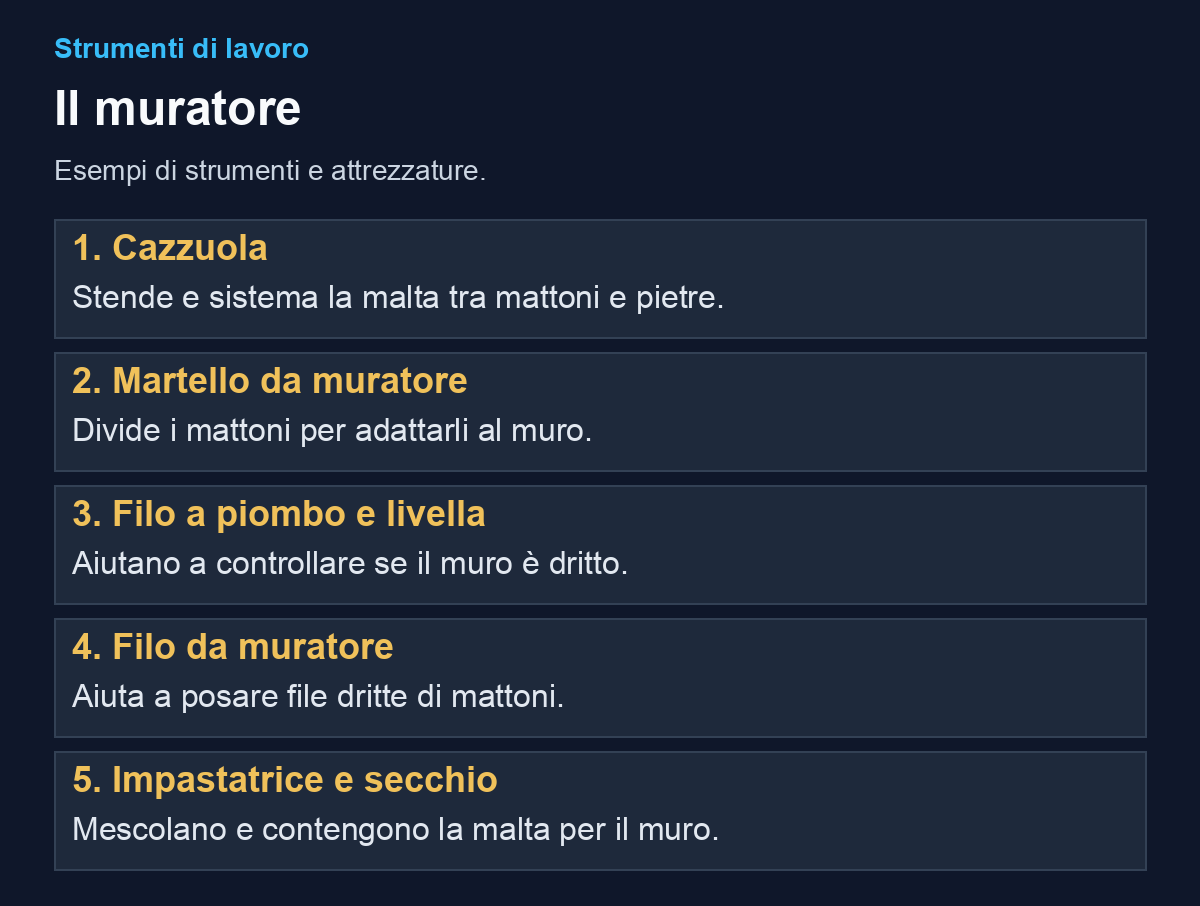 Strumenti di lavoro
Il muratore
Esempi di strumenti e attrezzature.
1. Cazzuola
Stende e sistema la malta tra mattoni e pietre.
2. Martello da muratore
Divide i mattoni per adattarli al muro.
3. Filo a piombo e livella
Aiutano a controllare se il muro è dritto.
4. Filo da muratore
Aiuta a posare file dritte di mattoni.
5. Impastatrice e secchio
Mescolano e contengono la malta per il muro.